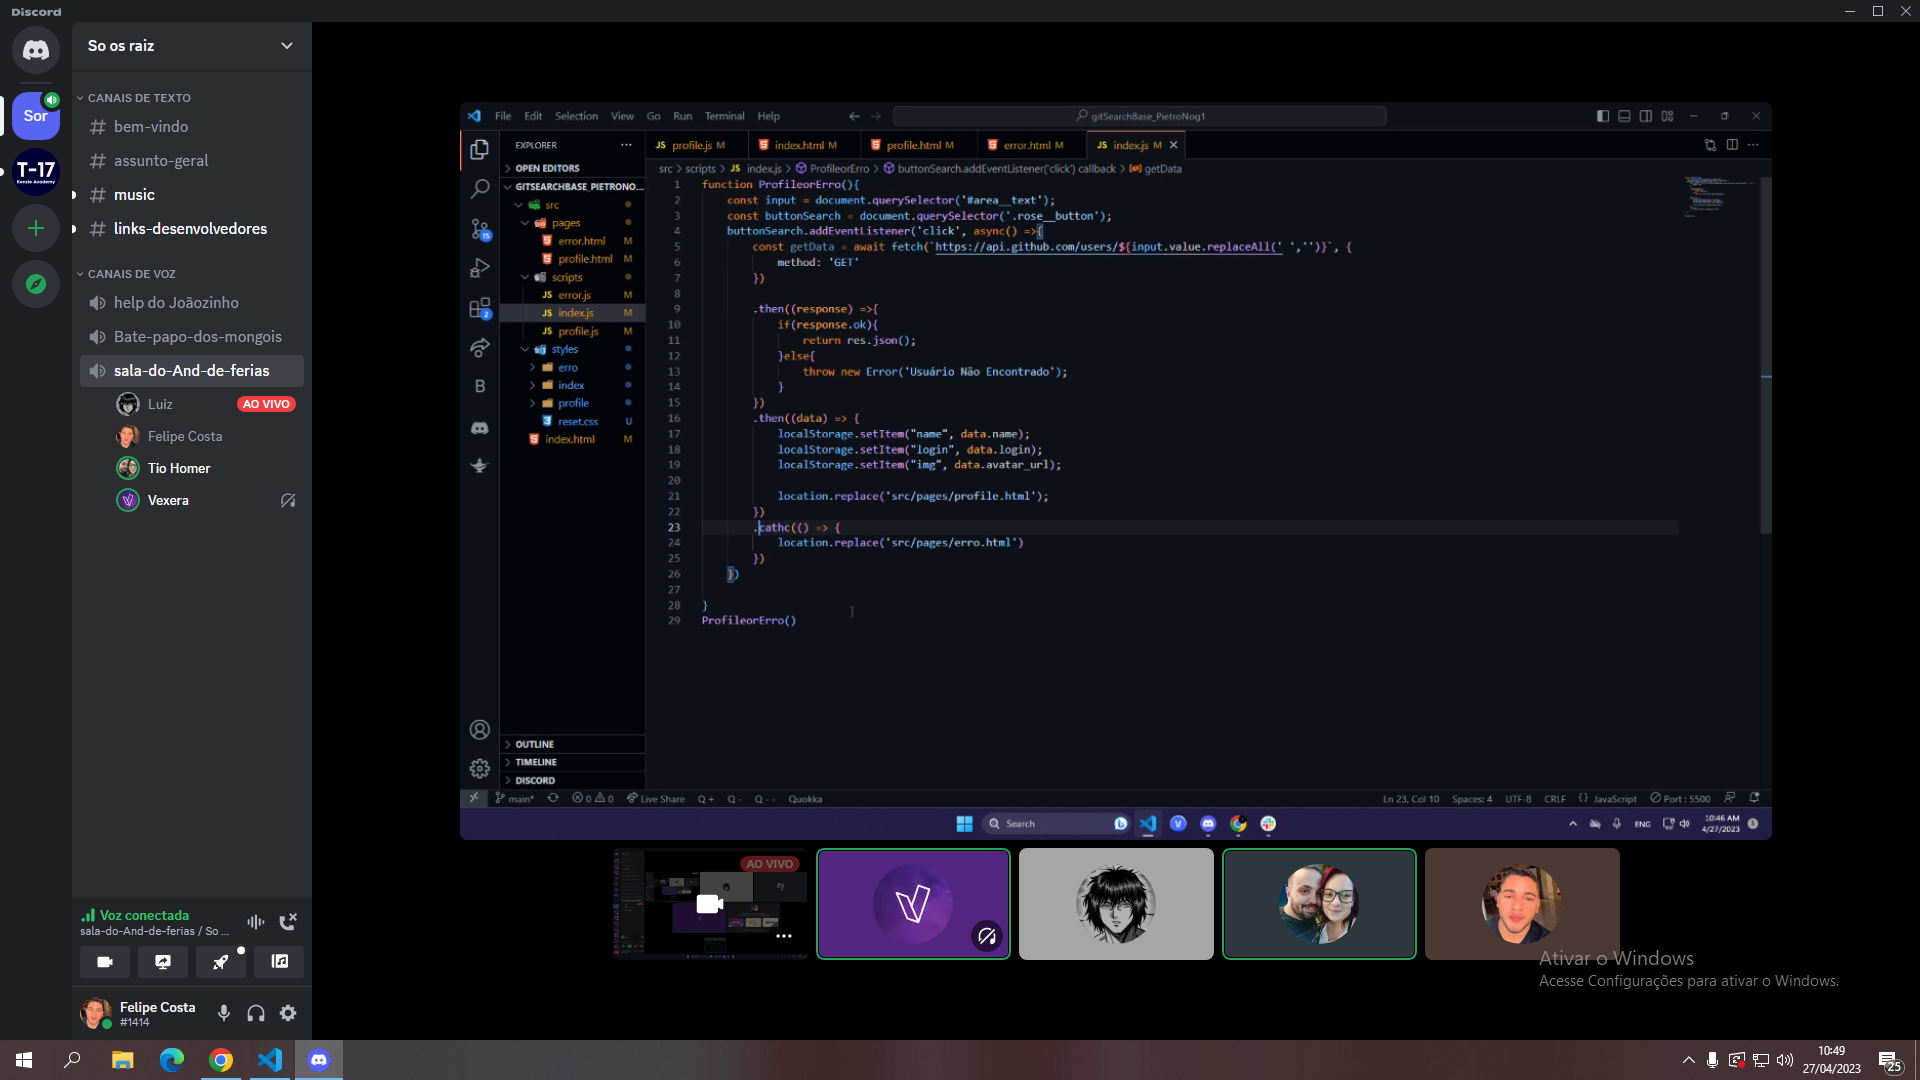 Discord
So os raiz
CANAIS DE TEXTO
bem-vindo
assunto-geral
music
links-desenvolvedores
CANAIS DE VOZ
help do Joãozinho
Bate-papo-dos-mongois
sala-do-And-de-ferias
Luiz AO VIVO
Felipe Costa
Tio Homer
Vexera
Sor
T-17
Kenzie Academy
Voz conectada
sala-do-And-de-ferias / So ...
Felipe Costa
#1414
File Edit Selection View Go Run Terminal Help
gitSearchBase_PietroNog1
EXPLORER
OPEN EDITORS
GITSEARCHBASE_PIETRONO...
src
pages
error.html M
profile.html M
scripts
error.js M
index.js M
profile.js M
styles
erro
index
profile
reset.css U
index.html M
OUTLINE
TIMELINE
DISCORD
15
2
B
JS profile.js M
index.html M
profile.html M
error.html M
JS index.js M
src > scripts > JS index.js > ProfileorErro > buttonSearch.addEventListener('click') callback > getData
1 function ProfileorErro(){
2 const input = document.querySelector('#area__text');
3 const buttonSearch = document.querySelector('.rose__button');
4 buttonSearch.addEventListener('click', async() =>{
5 const getData = await fetch(`https://api.github.com/users/${input.value.replaceAll(' ','')}`, {
6 method: 'GET'
7 })
8
9 .then((response) =>{
10 if(response.ok){
11 return res.json();
12 }else{
13 throw new Error('Usuário Não Encontrado');
14 }
15 })
16 .then((data) => {
17 localStorage.setItem("name", data.name);
18 localStorage.setItem("login", data.login);
19 localStorage.setItem("img", data.avatar_url);
20
21 location.replace('src/pages/profile.html');
22 })
23 .cathc(() => {
24 location.replace('src/pages/erro.html')
25 })
26 })
27
28 }
29 ProfileorErro()
main* 0 0 Live Share Q + Q - Q - - Quokka
Ln 23, Col 10 Spaces: 4 UTF-8 CRLF {} JavaScript Port : 5500
Search
ENG
10:46 AM
4/27/2023
AO VIVO
Ativar o Windows
Acesse Configurações para ativar o Windows.
10:49
27/04/2023
25